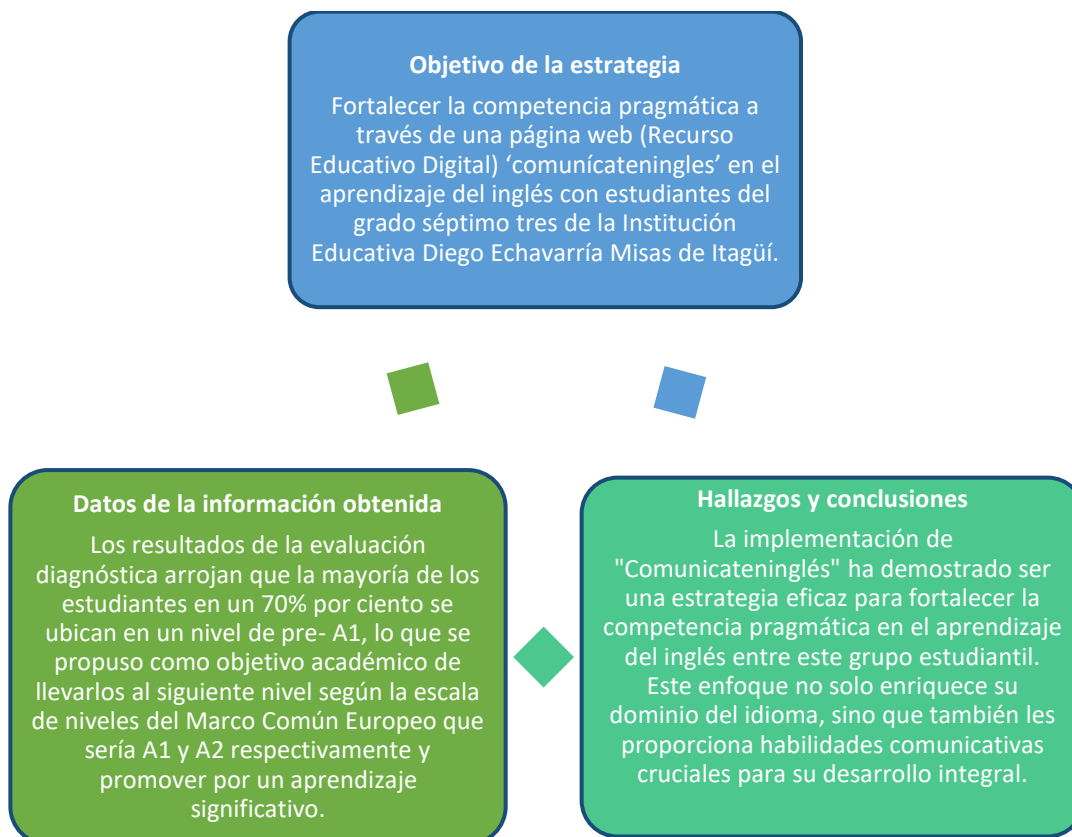 Objetivo de la estrategia
Fortalecer la competencia pragmática a
través de una página web (Recurso
Educativo Digital) ‘comunícateningles’ en el
aprendizaje del inglés con estudiantes del
grado séptimo tres de la Institución
Educativa Diego Echavarría Misas de Itagüí.
Datos de la información obtenida
Los resultados de la evaluación
diagnóstica arrojan que la mayoría de los
estudiantes en un 70% por ciento se
ubican en un nivel de pre- A1, lo que se
propuso como objetivo académico de
llevarlos al siguiente nivel según la escala
de niveles del Marco Común Europeo que
sería A1 y A2 respectivamente y
promover por un aprendizaje
significativo.
Hallazgos y conclusiones
La implementación de
"Comunicateninglés" ha demostrado ser
una estrategia eficaz para fortalecer la
competencia pragmática en el aprendizaje
del inglés entre este grupo estudiantil.
Este enfoque no solo enriquece su
dominio del idioma, sino que también les
proporciona habilidades comunicativas
cruciales para su desarrollo integral.